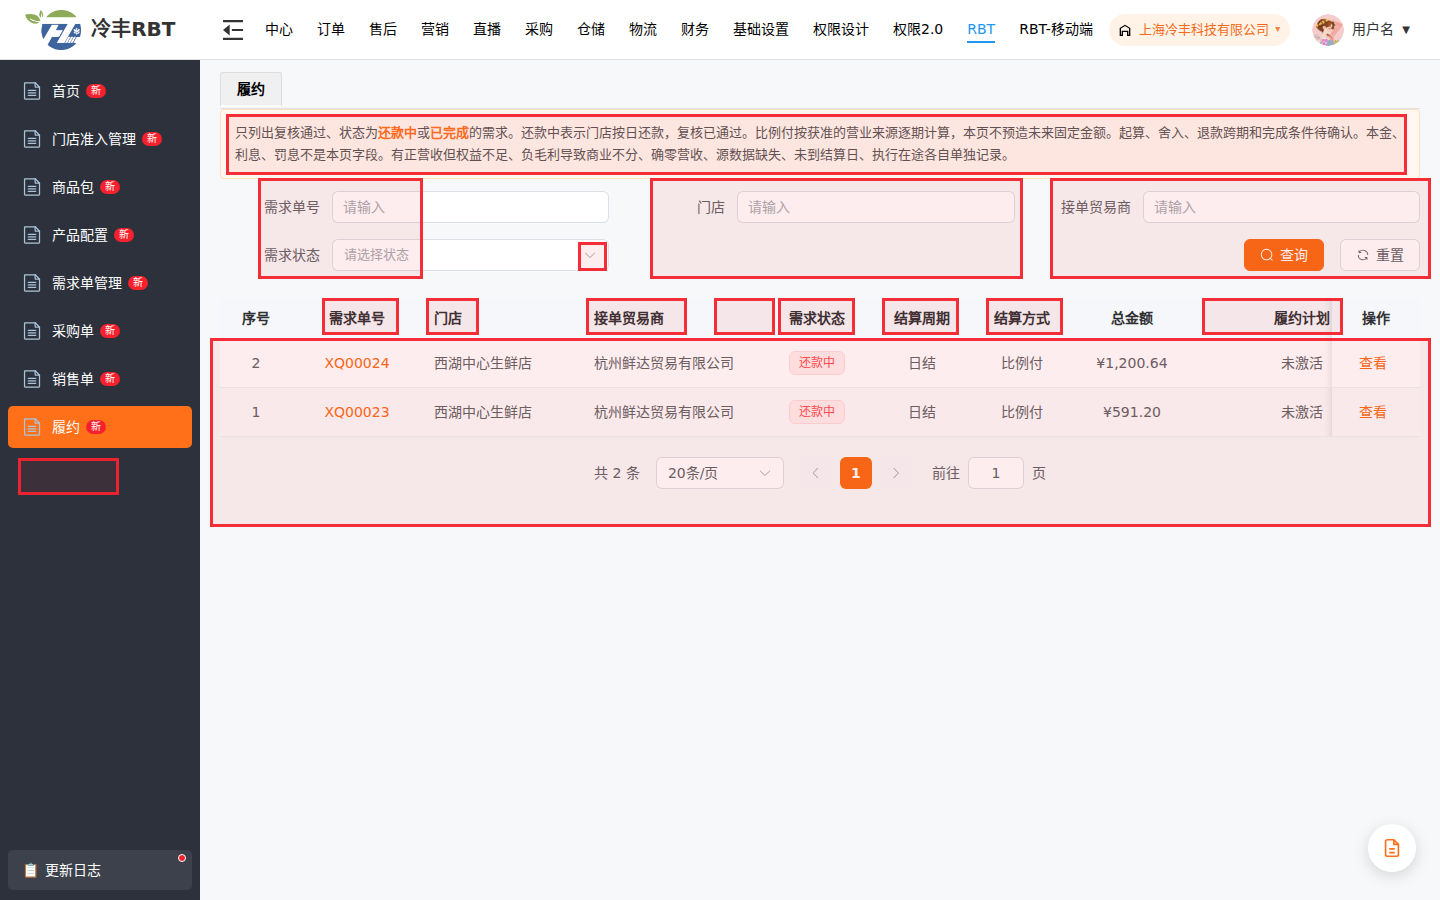 冷丰RBT
中心 订单 售后 营销 直播 采购 仓储 物流 财务 基础设置 权限设计 权限2.0 RBT RBT-移动端 上海冷丰科技有限公司 ▾ 用户名 ▼
首页 新
门店准入管理 新
商品包 新
产品配置 新
需求单管理 新
采购单 新
销售单 新
履约 新
更新日志
履约
只列出复核通过、状态为还款中或已完成的需求。还款中表示门店按日还款，复核已通过。比例付按获准的营业来源逐期计算，本页不预造未来固定金额。起算、舍入、退款跨期和完成条件待确认。本金、
利息、罚息不是本页字段。有正营收但权益不足、负毛利导致商业不分、确零营收、源数据缺失、未到结算日、执行在途各自单独记录。
需求单号 请输入 门店 请输入 接单贸易商 请输入
需求状态 请选择状态 查询 重置
序号 需求单号 门店 接单贸易商 需求状态 结算周期 结算方式 总金额 履约计划 操作
2 XQ00024 西湖中心生鲜店 杭州鲜达贸易有限公司 还款中 日结 比例付 ¥1,200.64 未激活 查看
1 XQ00023 西湖中心生鲜店 杭州鲜达贸易有限公司 还款中 日结 比例付 ¥591.20 未激活 查看
共 2 条 20条/页 1 前往 1 页